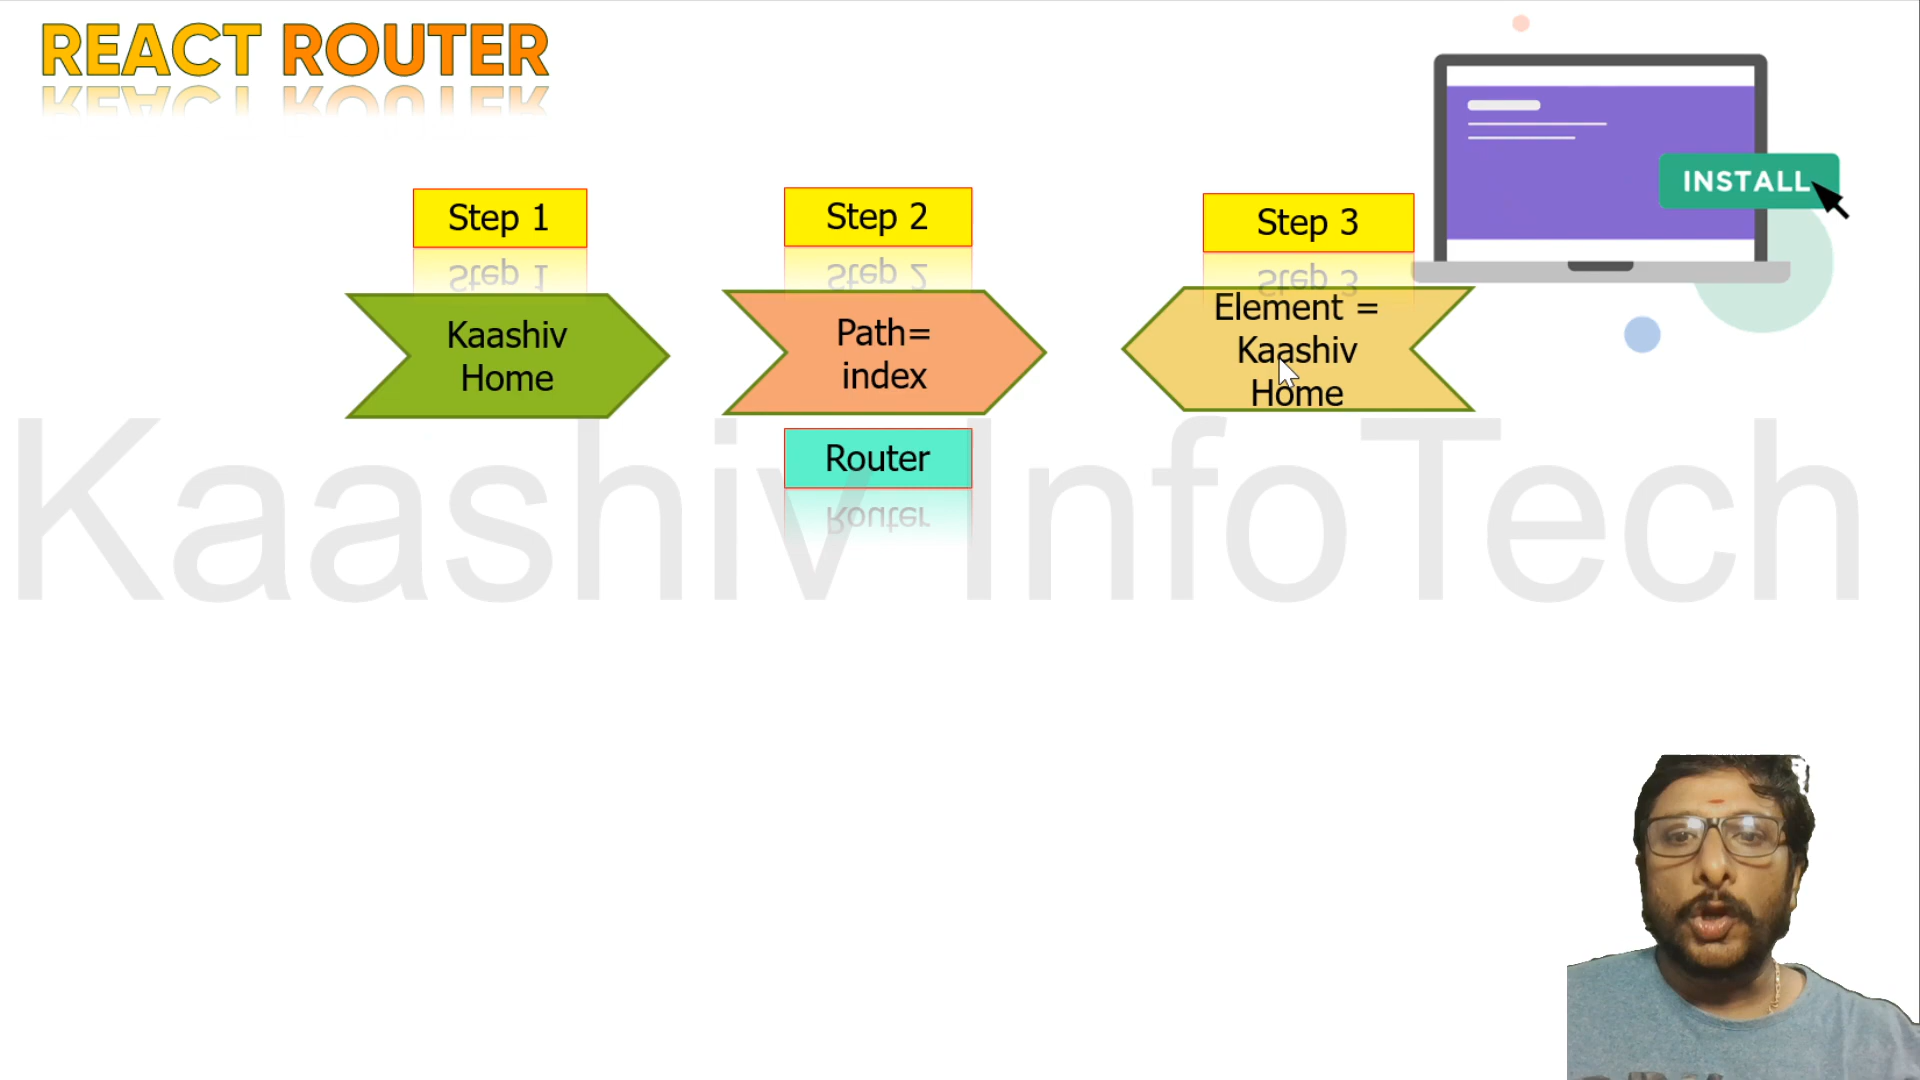 REACT ROUTER
Step 1
Step 2
Step 3
INSTALL
Kaashiv
Home
Path=
index
Element =
Kaashiv
Home
Router
Kaashiv InfoTech